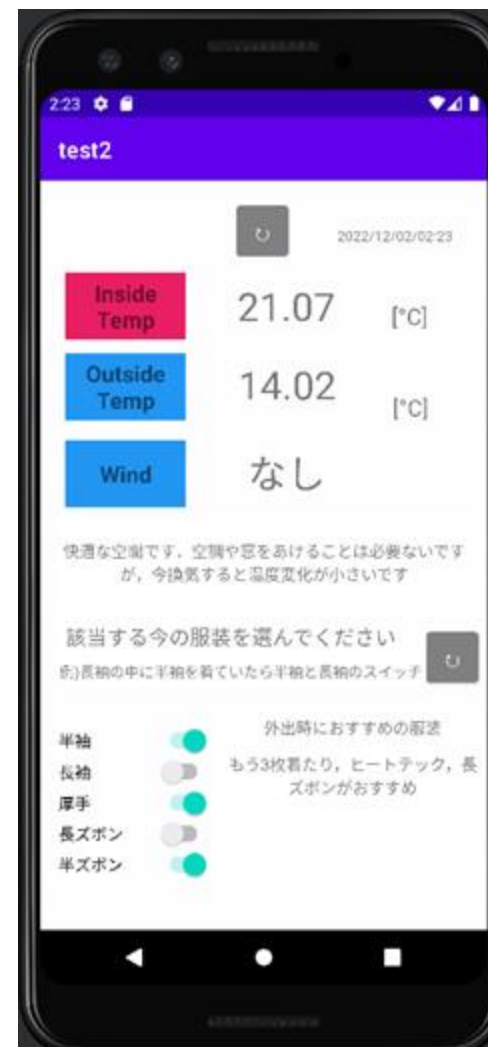 2:23
test2
2022/12/02/02:23
Inside
Temp
21.07
[°C]
Outside
Temp
14.02
[°C]
Wind
なし
快適な空間です．空調や窓をあけることは必要ないです
が，今換気すると温度変化が小さいです
該当する今の服装を選んでください
例)長袖の中に半袖を着ていたら半袖と長袖のスイッチ
外出時におすすめの服装
もう3枚着たり，ヒートテック，長
ズボンがおすすめ
半袖
長袖
厚手
長ズボン
半ズボン